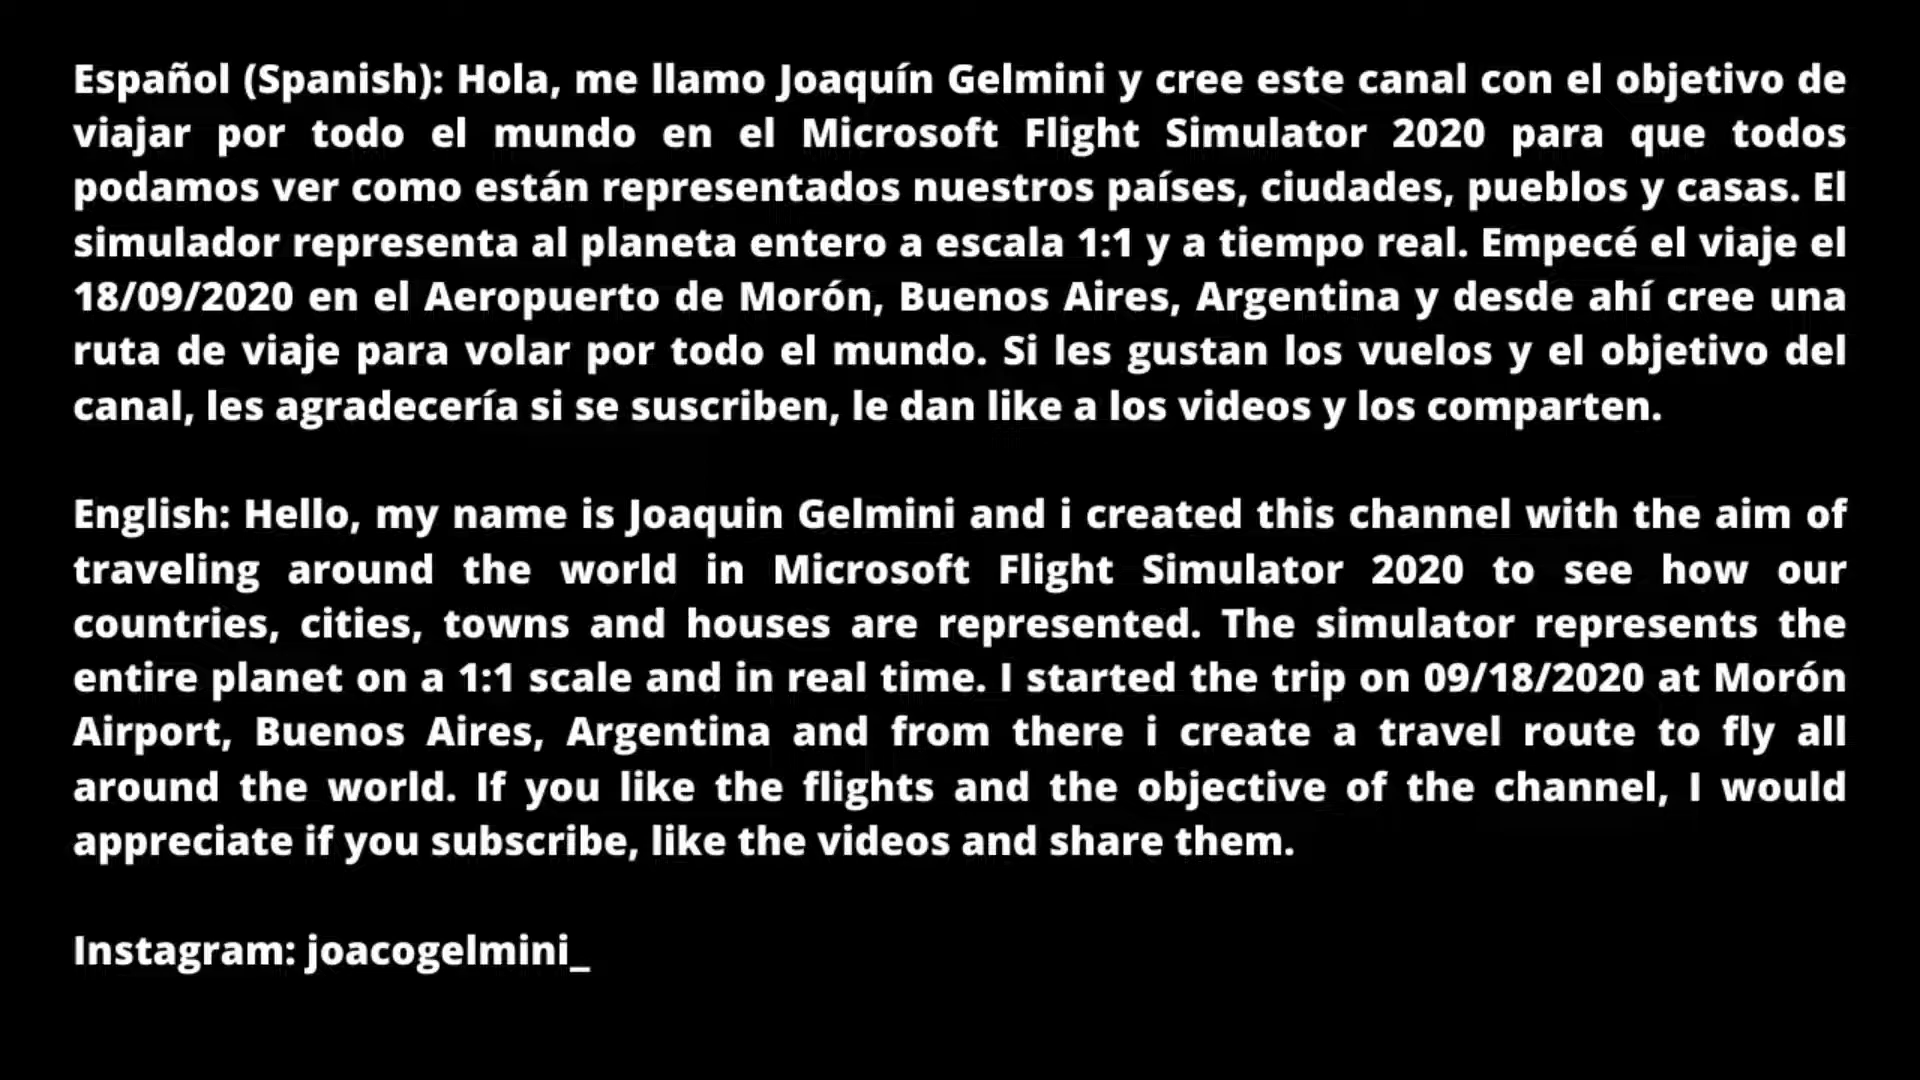 Español (Spanish): Hola, me llamo Joaquín Gelmini y cree este canal con el objetivo de
viajar por todo el mundo en el Microsoft Flight Simulator 2020 para que todos
podamos ver como están representados nuestros países, ciudades, pueblos y casas. El
simulador representa al planeta entero a escala 1:1 y a tiempo real. Empecé el viaje el
18/09/2020 en el Aeropuerto de Morón, Buenos Aires, Argentina y desde ahí cree una
ruta de viaje para volar por todo el mundo. Si les gustan los vuelos y el objetivo del
canal, les agradecería si se suscriben, le dan like a los videos y los comparten.
English: Hello, my name is Joaquin Gelmini and i created this channel with the aim of
traveling around the world in Microsoft Flight Simulator 2020 to see how our
countries, cities, towns and houses are represented. The simulator represents the
entire planet on a 1:1 scale and in real time. I started the trip on 09/18/2020 at Morón
Airport, Buenos Aires, Argentina and from there i create a travel route to fly all
around the world. If you like the flights and the objective of the channel, I would
appreciate if you subscribe, like the videos and share them.
Instagram: joacogelmini_